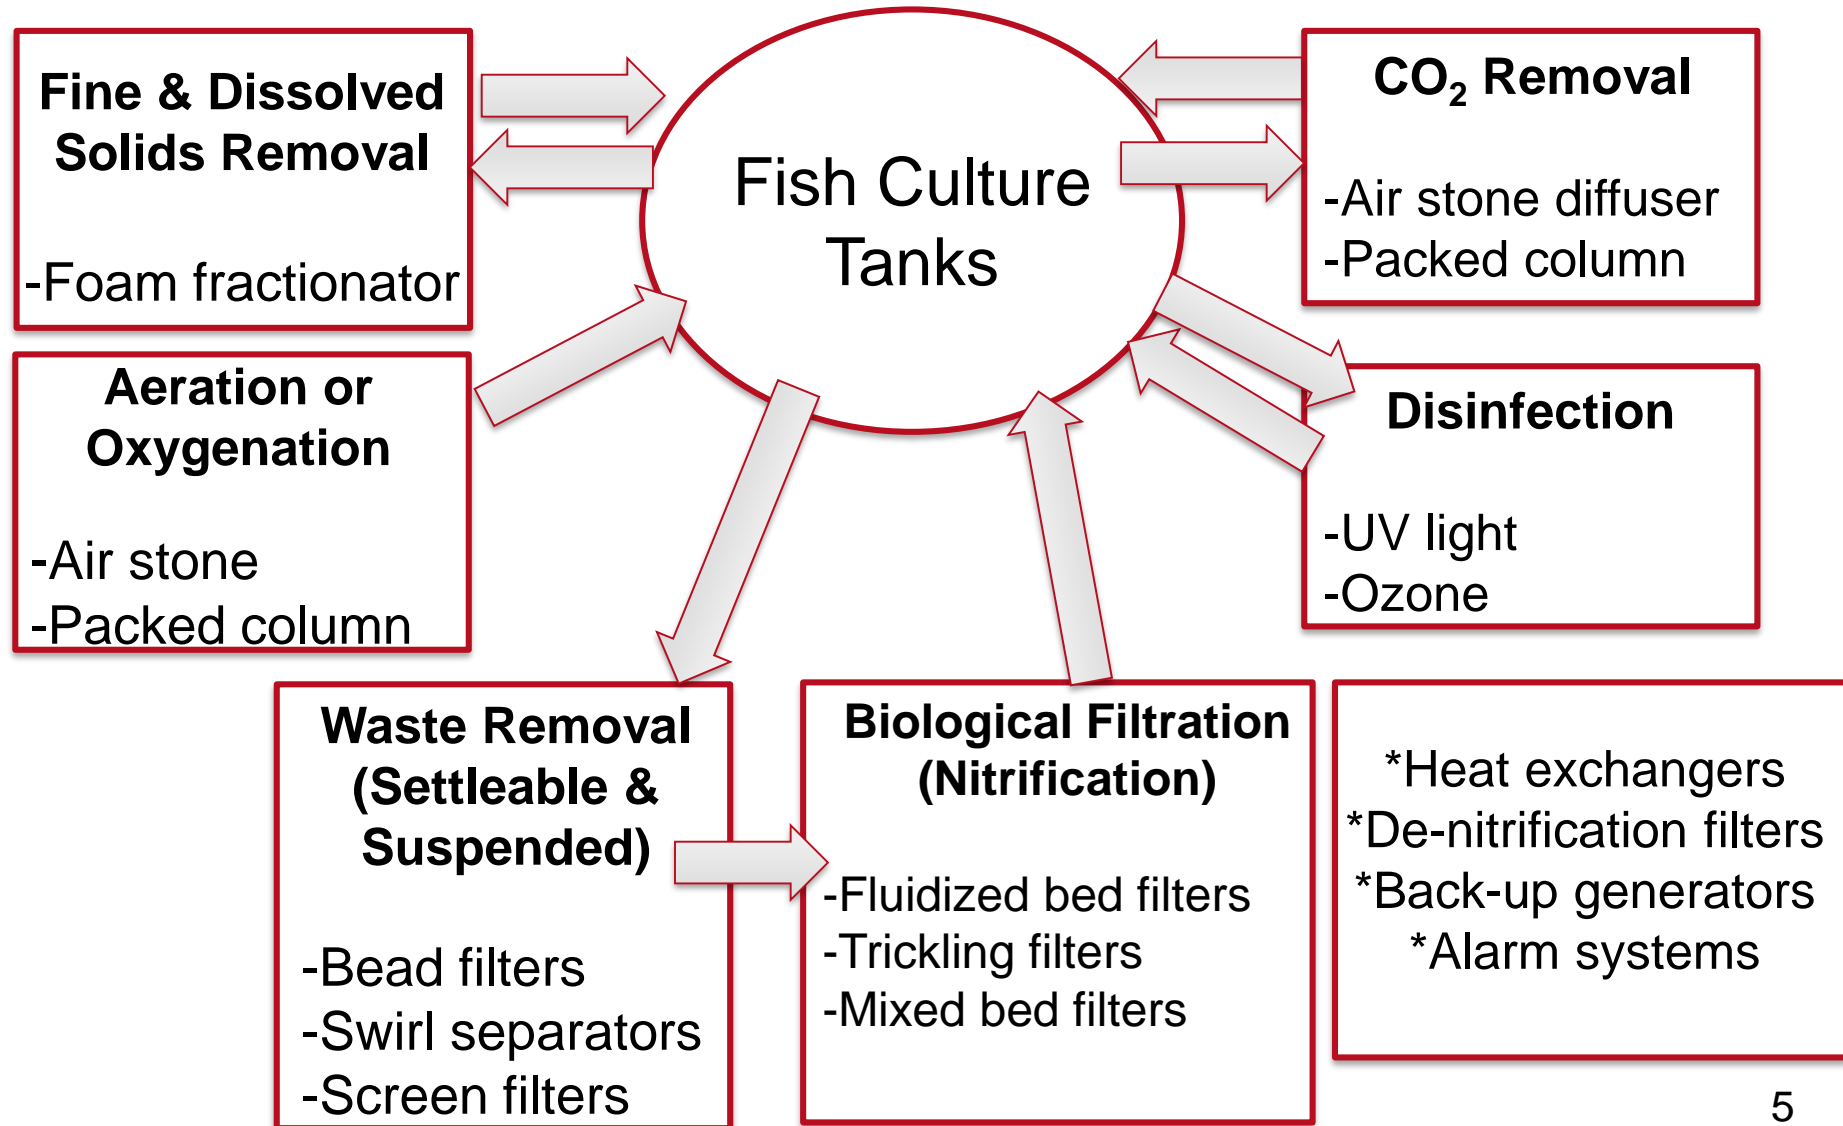 Fine & Dissolved
Solids Removal
-Foam fractionator
Aeration or
Oxygenation
-Air stone
-Packed column
Fish Culture
Tanks
CO₂ Removal
-Air stone diffuser
-Packed column
Disinfection
-UV light
-Ozone
Waste Removal
(Settleable &
Suspended)
-Bead filters
-Swirl separators
-Screen filters
Biological Filtration
(Nitrification)
-Fluidized bed filters
-Trickling filters
-Mixed bed filters
*Heat exchangers
*De-nitrification filters
*Back-up generators
*Alarm systems
5